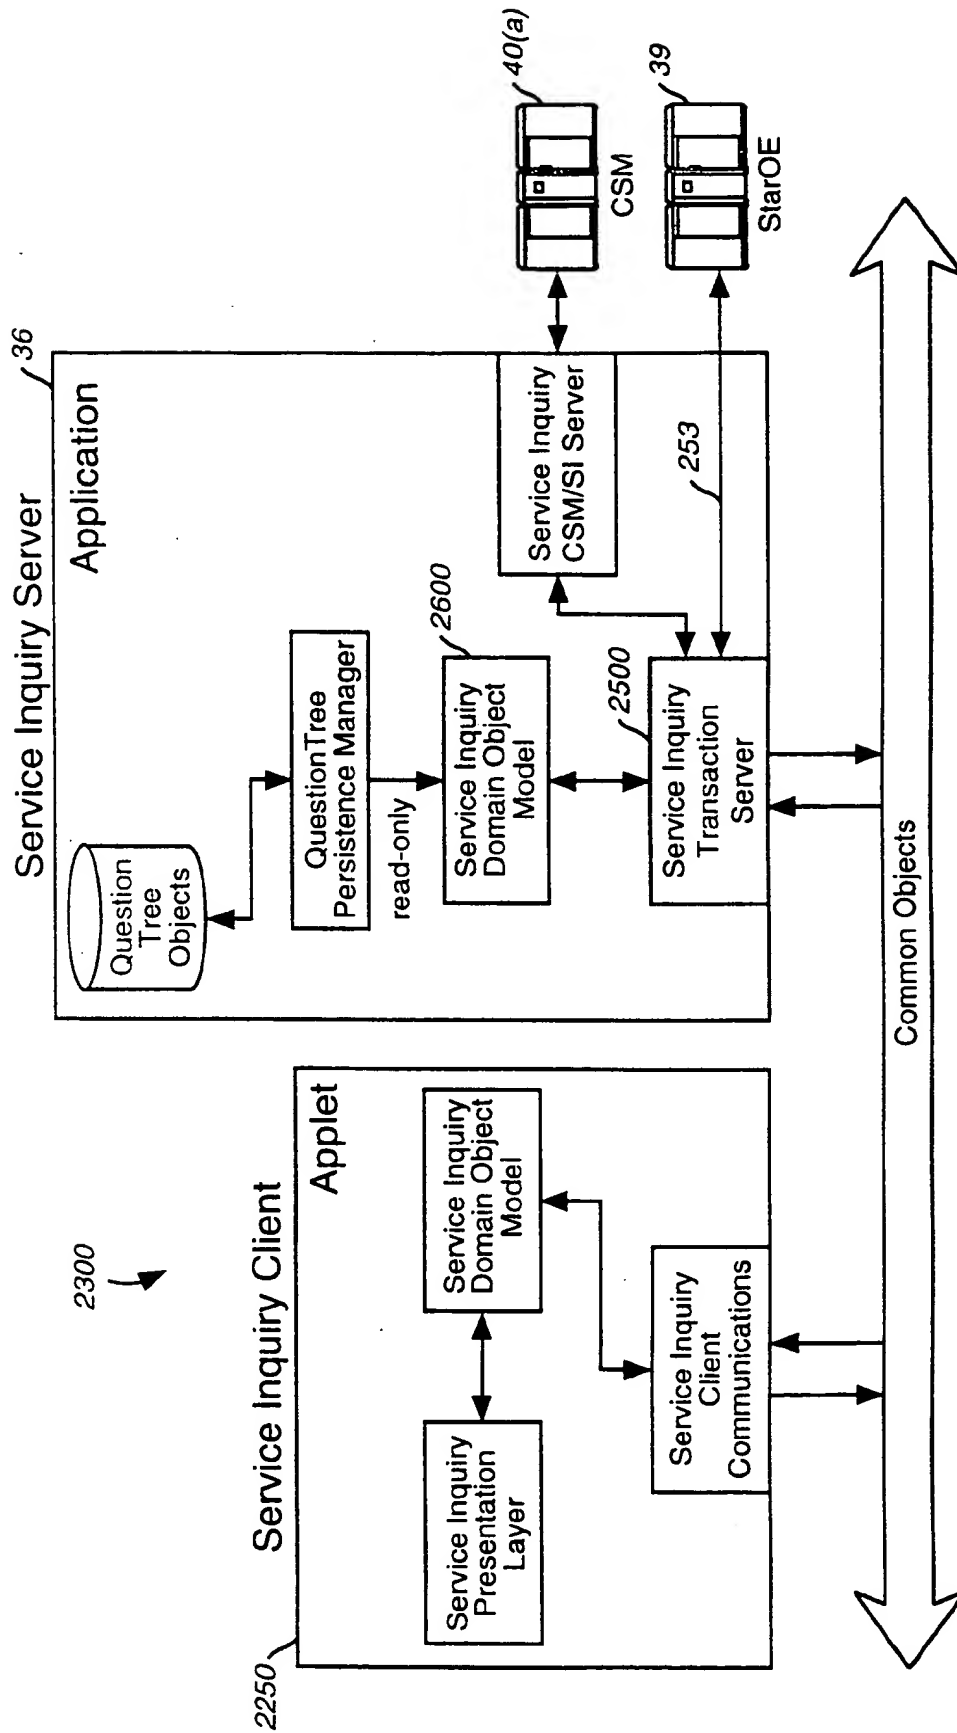 2300
Service Inquiry Client
2250
Applet
Service Inquiry
Presentation
Layer
Service Inquiry
Domain Object
Model
Service Inquiry
Client
Communications
Service Inquiry Server
36
Application
Question
Tree
Objects
QuestionTree
Persistence Manager
read-only
2600
Service Inquiry
Domain Object
Model
2500
Service Inquiry
Transaction
Server
Service Inquiry
CSM/SI Server
253
40(a)
CSM
39
StarOE
Common Objects